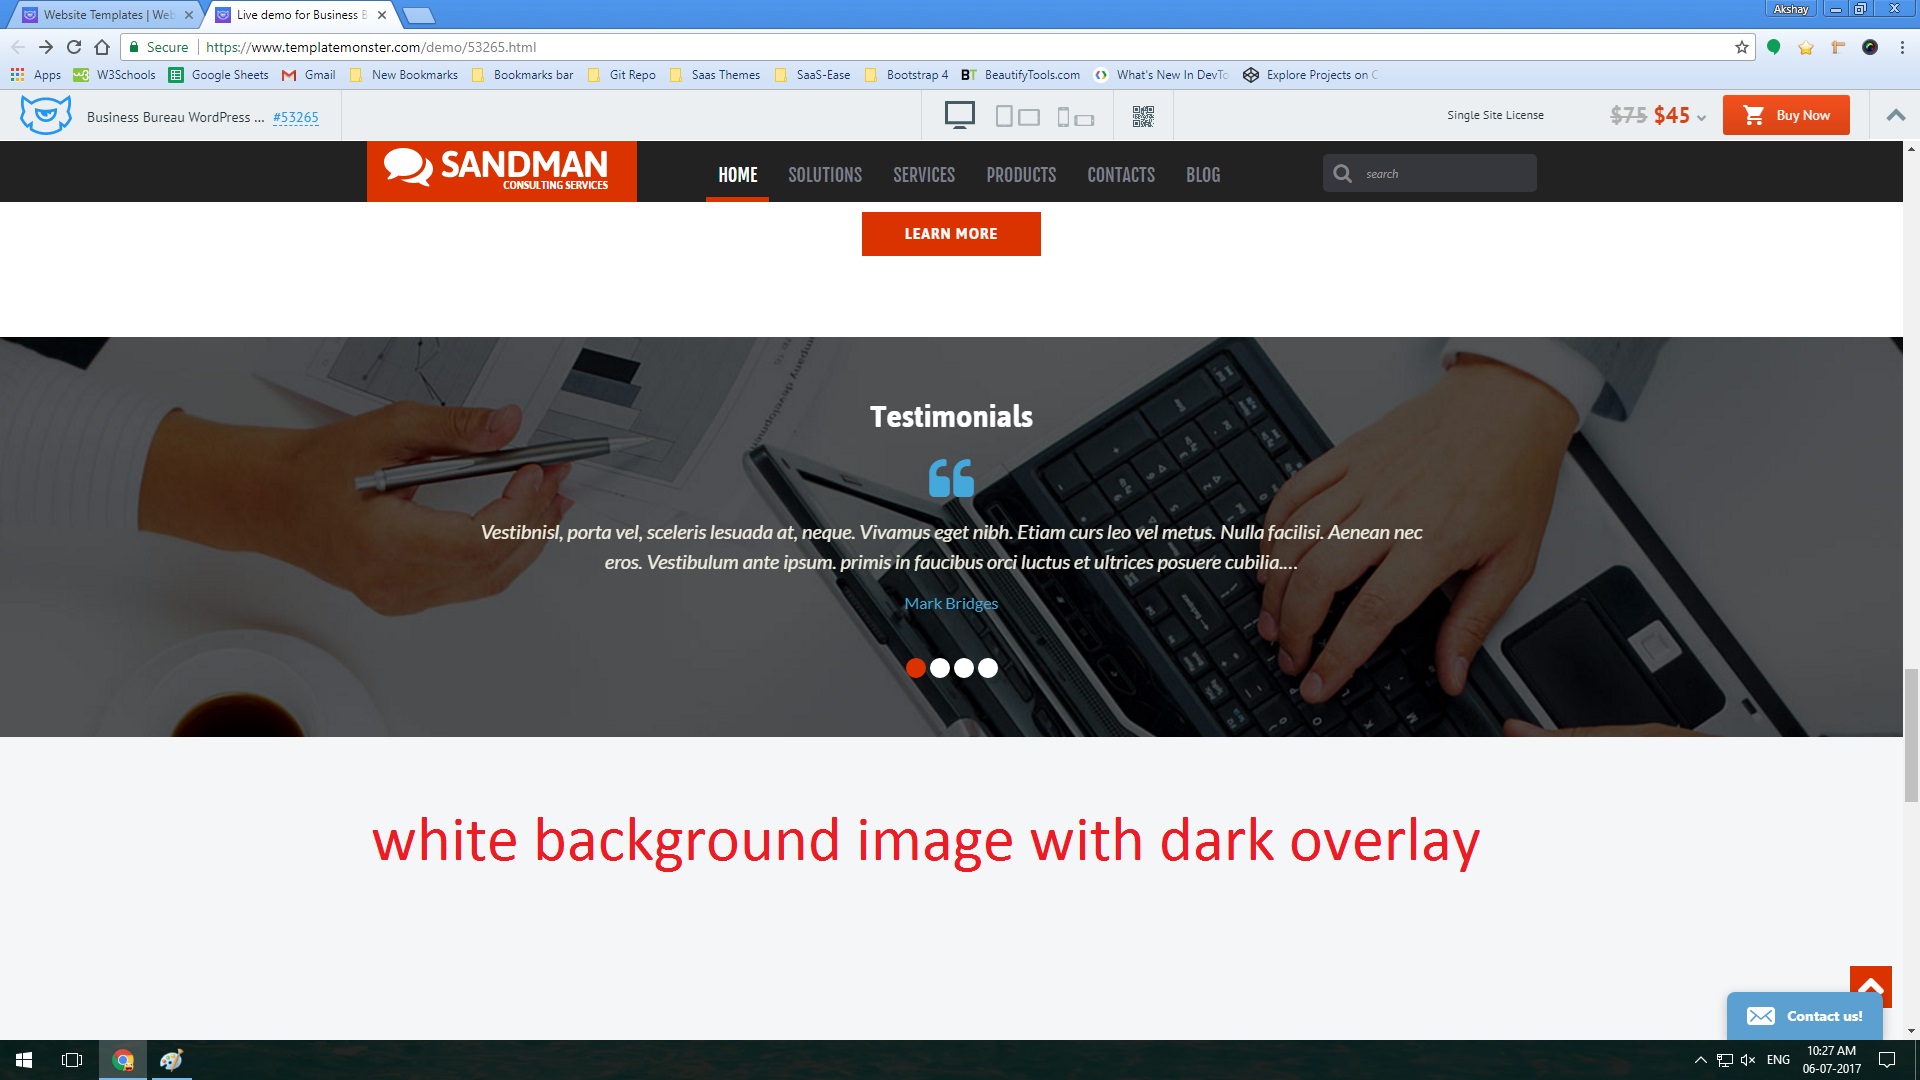 Website Templates | Web
Live demo for Business B
Akshay
Secure
https://www.templatemonster.com/demo/53265.html
Apps
W3Schools
Google Sheets
Gmail
New Bookmarks
Bookmarks bar
Git Repo
Saas Themes
SaaS-Ease
Bootstrap 4
BT BeautifyTools.com
What's New In DevTo
Explore Projects on C
Business Bureau WordPress ... #53265
Single Site License
$75 $45
Buy Now
SANDMAN
CONSULTING SERVICES
HOME
SOLUTIONS
SERVICES
PRODUCTS
CONTACTS
BLOG
search
LEARN MORE
Testimonials
Vestibnisl, porta vel, sceleris lesuada at, neque. Vivamus eget nibh. Etiam curs leo vel metus. Nulla facilisi. Aenean nec
eros. Vestibulum ante ipsum. primis in faucibus orci luctus et ultrices posuere cubilia....
Mark Bridges
white background image with dark overlay
Contact us!
ENG
10:27 AM
06-07-2017